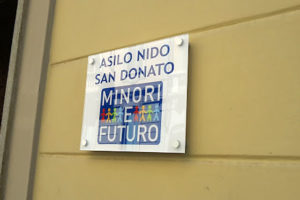 ASILO NIDO
SAN DONATO
MINORI
E
FUTURO